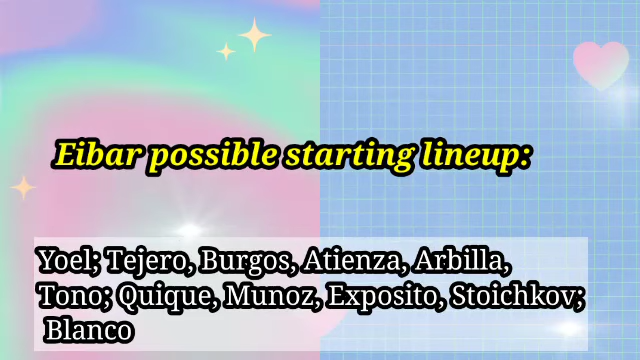 Eibar possible starting lineup:
Yoel; Tejero, Burgos, Atienza, Arbilla,
Tono; Quique, Munoz, Exposito, Stoichkov;
Blanco